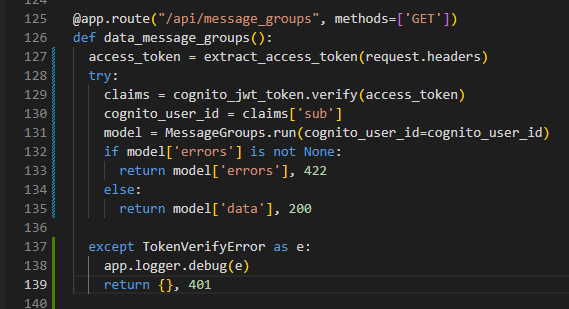 124
125 @app.route("/api/message_groups", methods=['GET'])
126 def data_message_groups():
127   access_token = extract_access_token(request.headers)
128   try:
129     claims = cognito_jwt_token.verify(access_token)
130     cognito_user_id = claims['sub']
131     model = MessageGroups.run(cognito_user_id=cognito_user_id)
132     if model['errors'] is not None:
133       return model['errors'], 422
134     else:
135       return model['data'], 200
136
137   except TokenVerifyError as e:
138     app.logger.debug(e)
139     return {}, 401
140